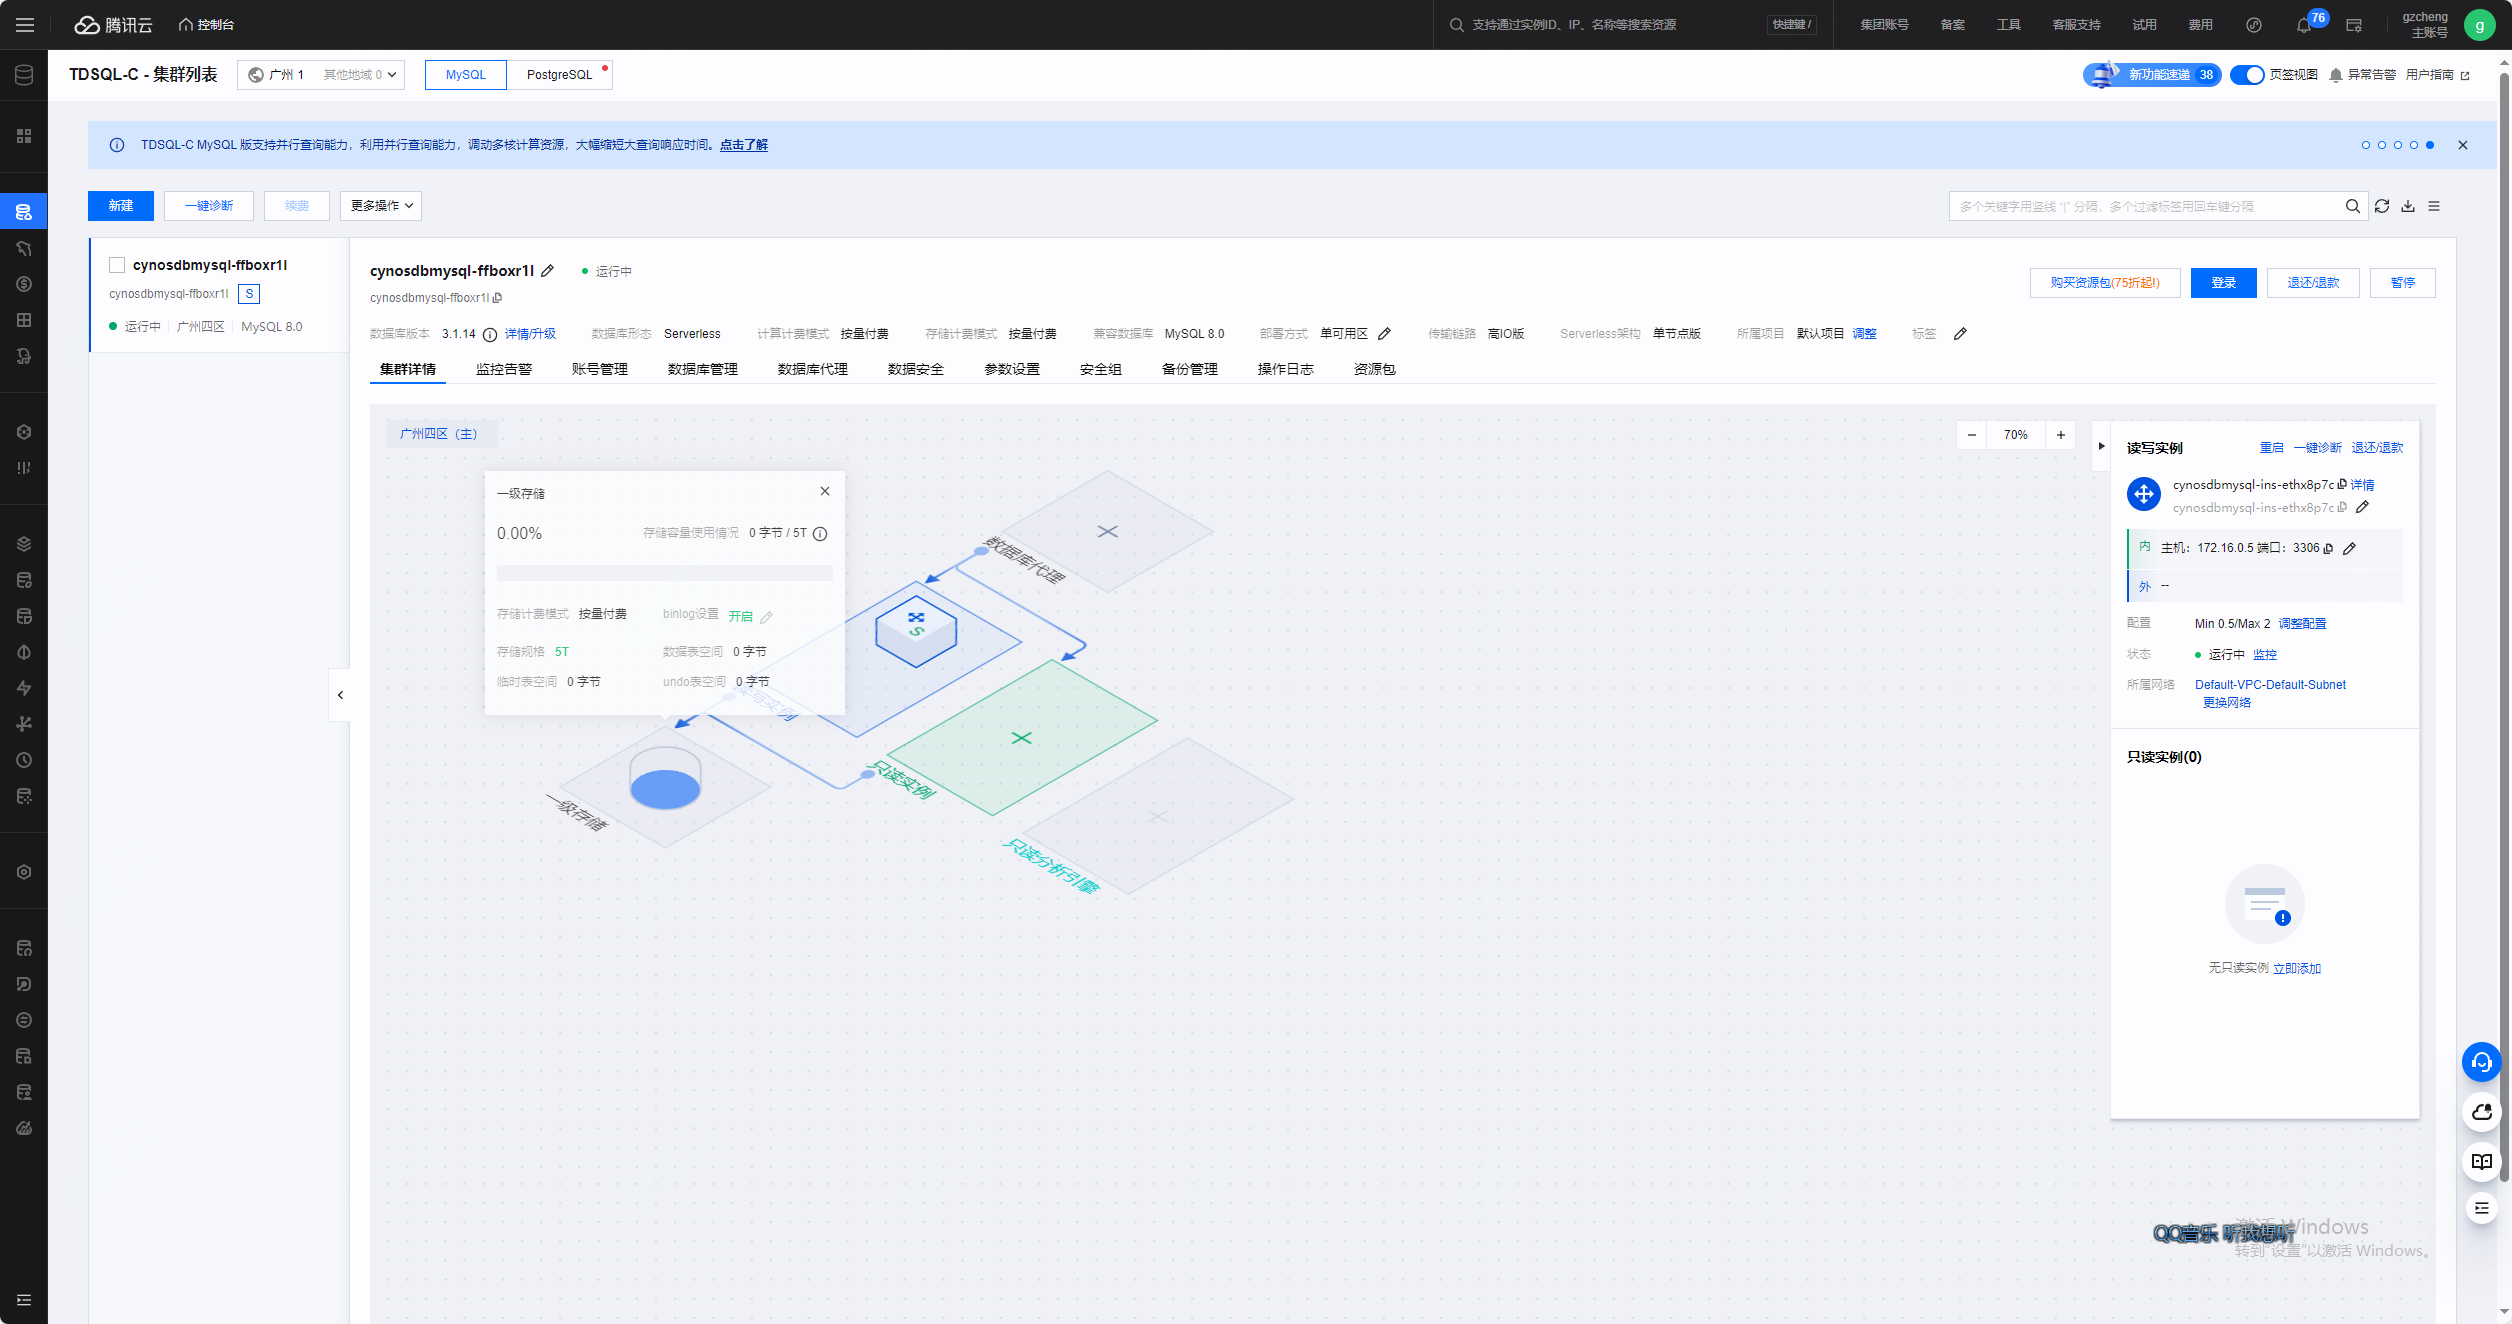 腾讯云
控制台
支持通过实例ID、IP、名称等搜索资源
快捷键 /
集团账号
备案
工具
客服支持
试用
费用
76
gzcheng
主账号
g
TDSQL-C - 集群列表
广州 1 其他地域 0
MySQL
PostgreSQL
新功能速递 38
页签视图
异常告警
用户指南
TDSQL-C MySQL 版支持并行查询能力，利用并行查询能力，调动多核计算资源，大幅缩短大查询响应时间。点击了解
新建
一键诊断
续费
更多操作
多个关键字用竖线 “|” 分隔，多个过滤标签用回车键分隔
cynosdbmysql-ffboxr1l
cynosdbmysql-ffboxr1l S
运行中 广州四区 MySQL 8.0
cynosdbmysql-ffboxr1l 运行中
cynosdbmysql-ffboxr1l
购买资源包(75折起!)
登录
退还/退款
暂停
数据库版本 3.1.14 详情/升级
数据库形态 Serverless
计算计费模式 按量付费
存储计费模式 按量付费
兼容数据库 MySQL 8.0
部署方式 单可用区
传输链路 高IO版
Serverless架构 单节点版
所属项目 默认项目 调整
标签
集群详情
监控告警
账号管理
数据库管理
数据库代理
数据安全
参数设置
安全组
备份管理
操作日志
资源包
广州四区（主）
70%
一级存储
0.00%
存储容量使用情况 0 字节 / 5T
存储计费模式 按量付费
binlog设置 开启
存储规格 5T
数据表空间 0 字节
临时表空间 0 字节
undo表空间 0 字节
数据库代理
S
读写实例
一级存储
只读实例
只读分析引擎
读写实例
重启 一键诊断 退还/退款
cynosdbmysql-ins-ethx8p7c 详情
cynosdbmysql-ins-ethx8p7c
内 主机：172.16.0.5 端口：3306
外 --
配置 Min 0.5/Max 2 调整配置
状态 运行中 监控
所属网络 Default-VPC-Default-Subnet
更换网络
只读实例(0)
无只读实例 立即添加
激活 Windows
QQ音乐 听我想听
转到“设置”以激活 Windows。